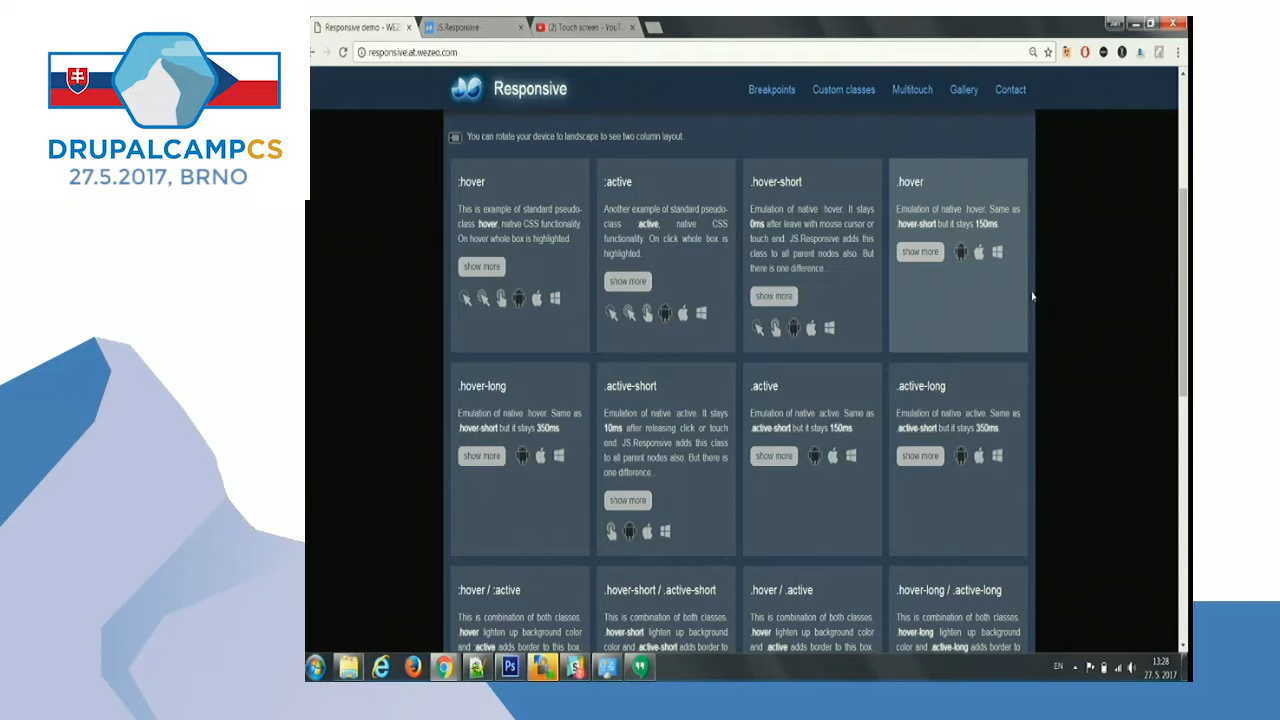 DRUPALCAMPCS
27.5.2017, BRNO
Responsive demo - WEZ
JS.Responsive
(2) Touch screen - YouT
responsive.at.wezeo.com
Responsive
Breakpoints Custom classes Multitouch Gallery Contact
You can rotate your device to landscape to see two column layout.
:hover
This is example of standard pseudo-
class :hover, native CSS functionality.
On hover whole box is highlighted.
show more
:active
Another example of standard pseudo-
class :active, native CSS
functionality. On click whole box is
highlighted.
show more
.hover-short
Emulation of native :hover. It stays
0ms after leave with mouse cursor or
touch end. JS.Responsive adds this
class to all parent nodes also. But
there is one difference...
show more
.hover
Emulation of native :hover. Same as
.hover-short but it stays 150ms.
show more
.hover-long
Emulation of native :hover. Same as
.hover-short but it stays 350ms.
show more
.active-short
Emulation of native :active. It stays
10ms after releasing click or touch
end. JS.Responsive adds this class
to all parent nodes also. But there is
one difference...
show more
.active
Emulation of native :active. Same as
.active-short but it stays 150ms.
show more
.active-long
Emulation of native :active. Same as
.active-short but it stays 350ms.
show more
:hover / :active
This is combination of both classes.
:hover lighten up background color
and :active adds border to this box.
.hover-short / .active-short
This is combination of both classes.
.hover-short lighten up background
color and .active-short adds border to
.hover / .active
This is combination of both classes.
.hover lighten up background color
and .active adds border to this box.
.hover-long / .active-long
This is combination of both classes.
.hover-long lighten up background
color and .active-long adds border to
EN
13:28
27. 5. 2017